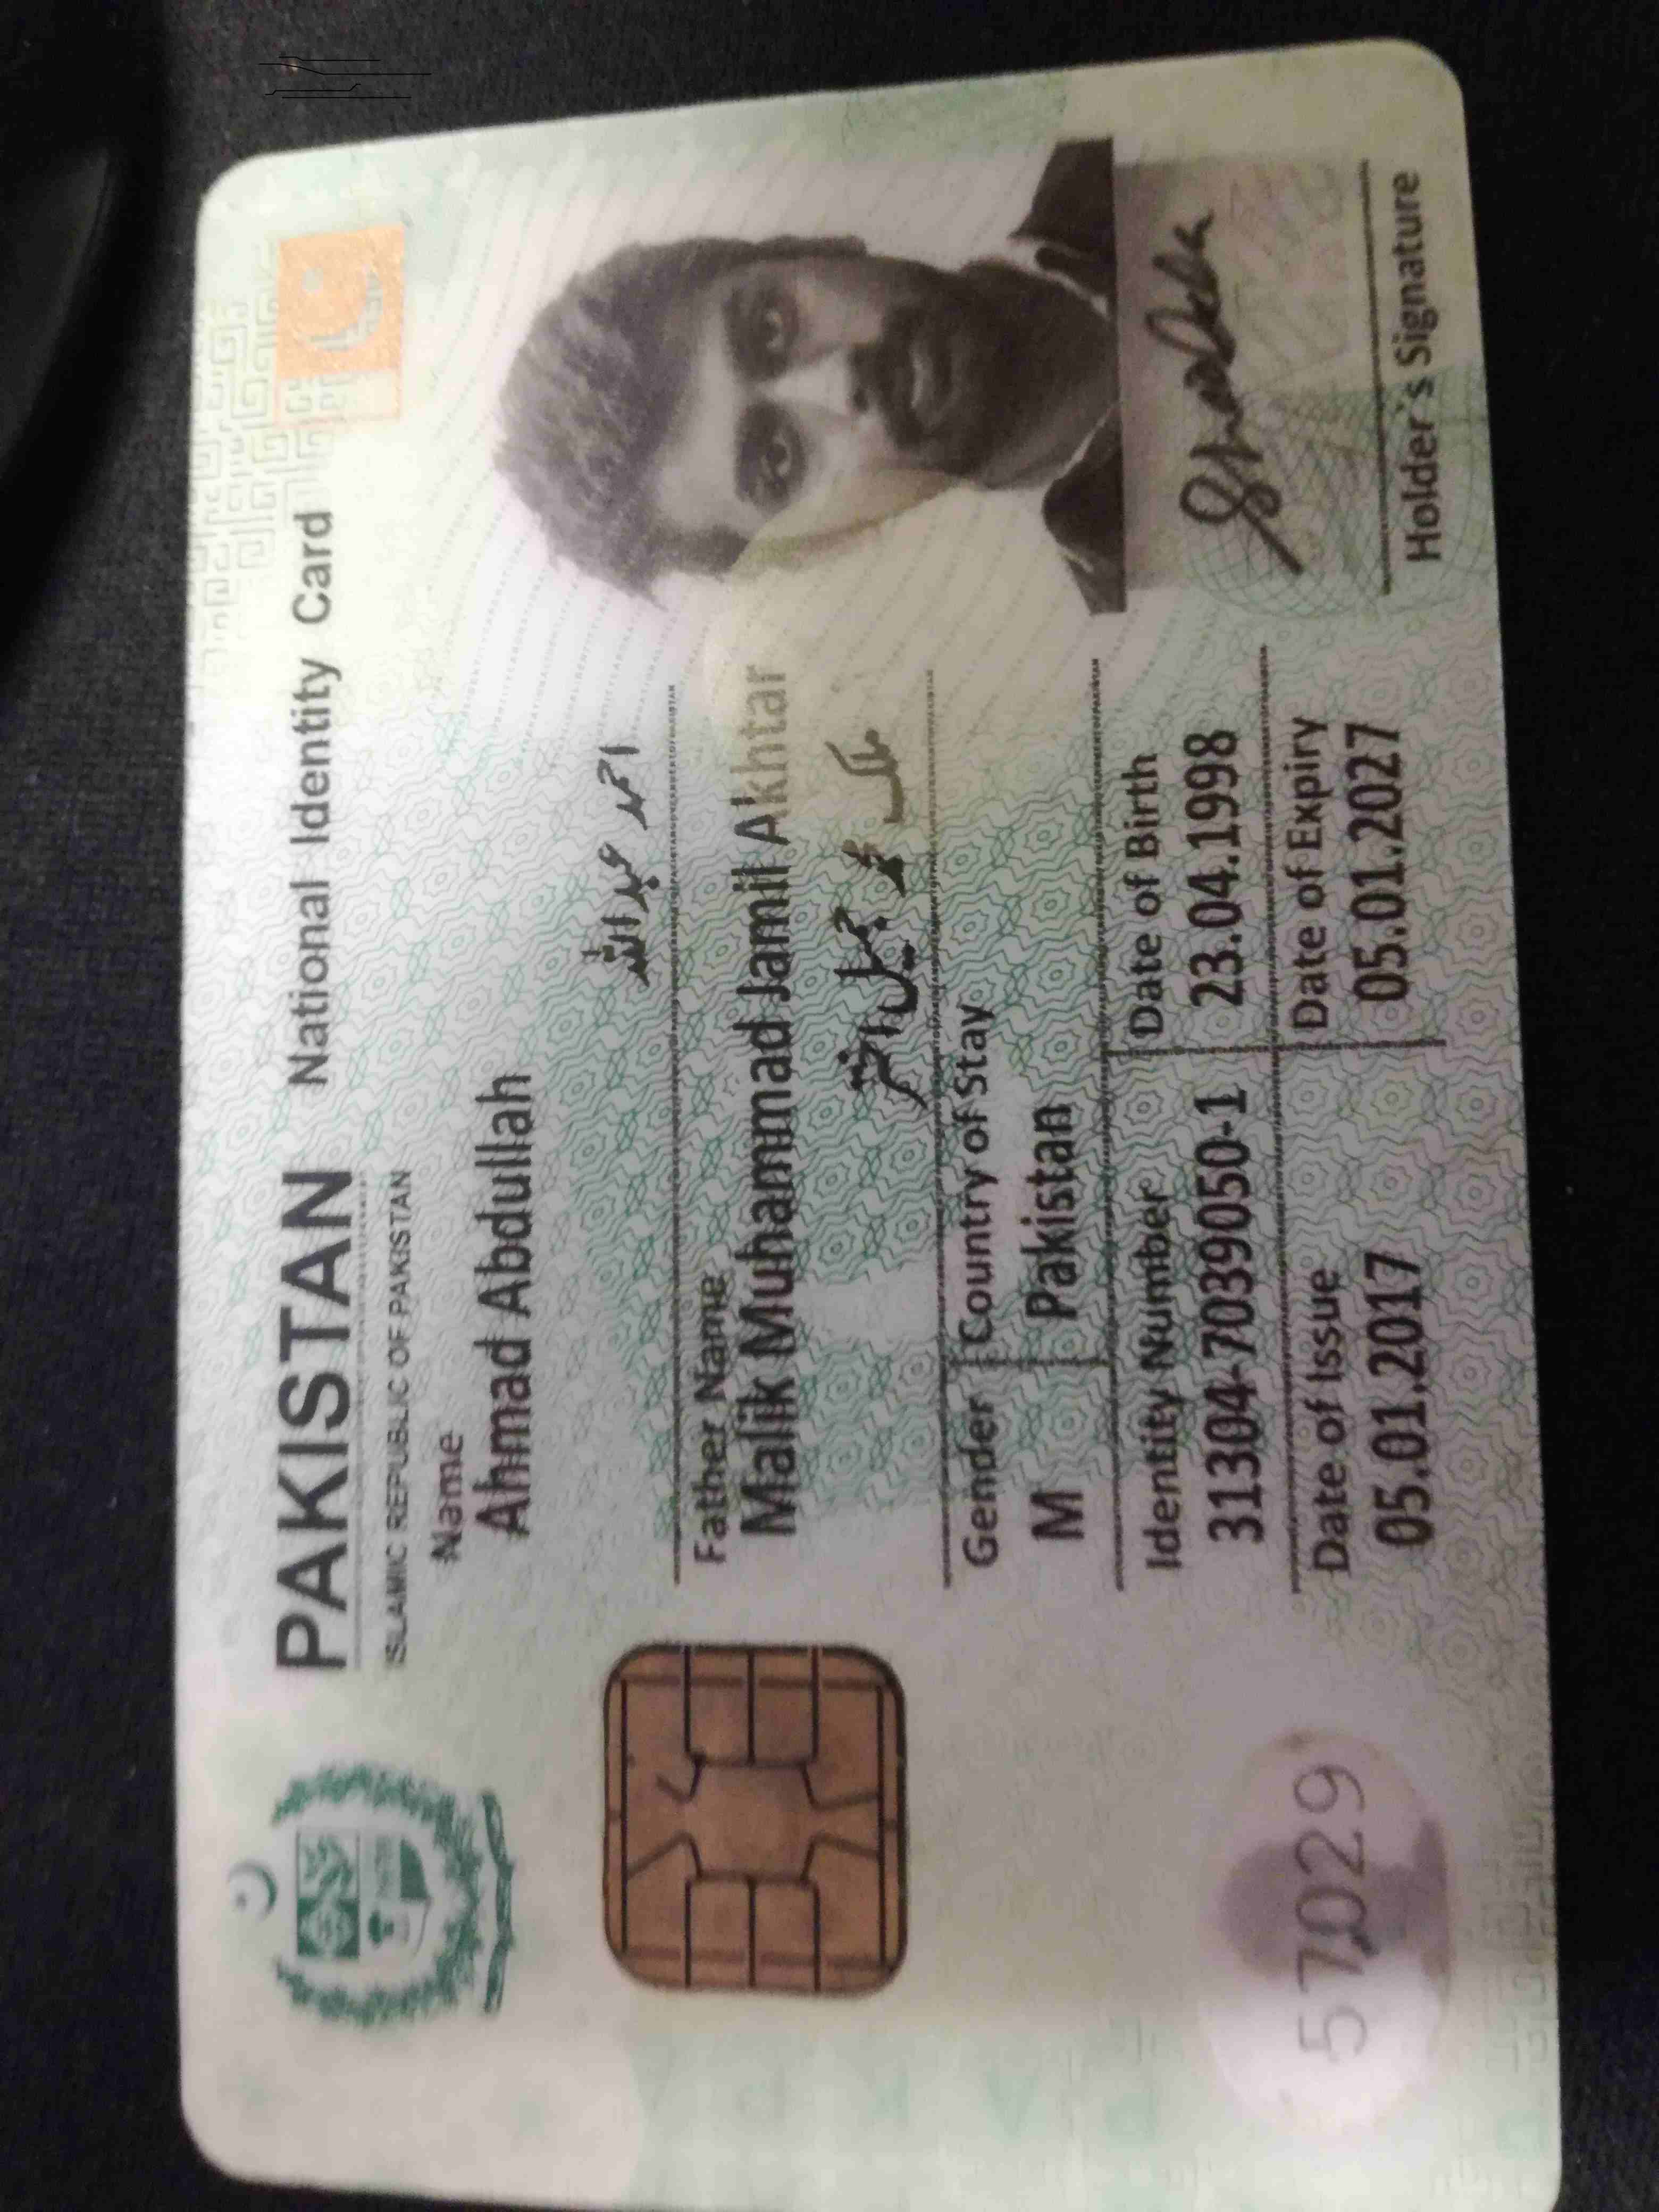 PAKISTAN National Identity Card
ISLAMIC REPUBLIC OF PAKISTAN
Name
Ahmad Abdullah
احمد عبداللہ
Father Name
Malik Muhammad Jamil Akhtar
ملک محمد جمیل اختر
Gender Country of Stay
M Pakistan
Identity Number Date of Birth
31304-7039050-1 23.04.1998
Date of Issue Date of Expiry
05.01.2017 05.01.2027
Holder's Signature
57029